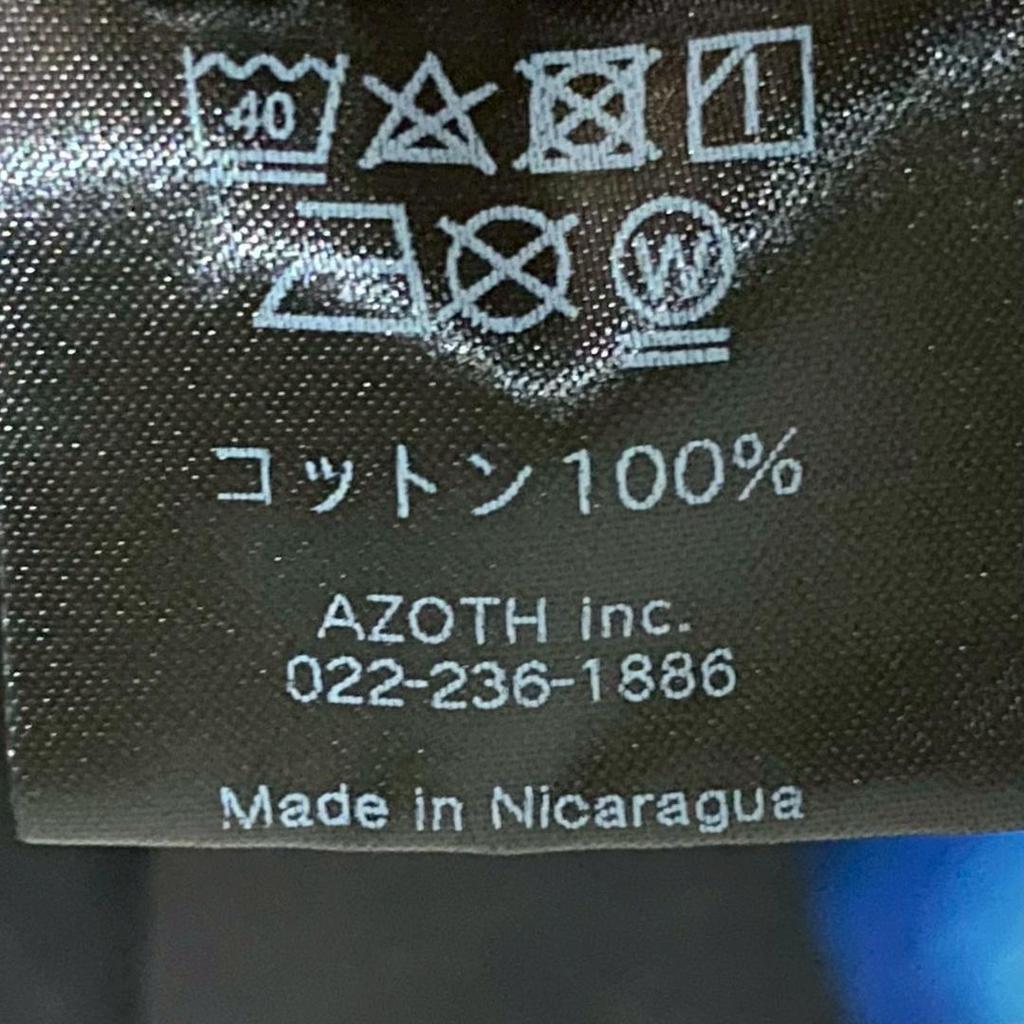 40
W
コットン100%
AZOTH inc.
022-236-1886
Made in Nicaragua